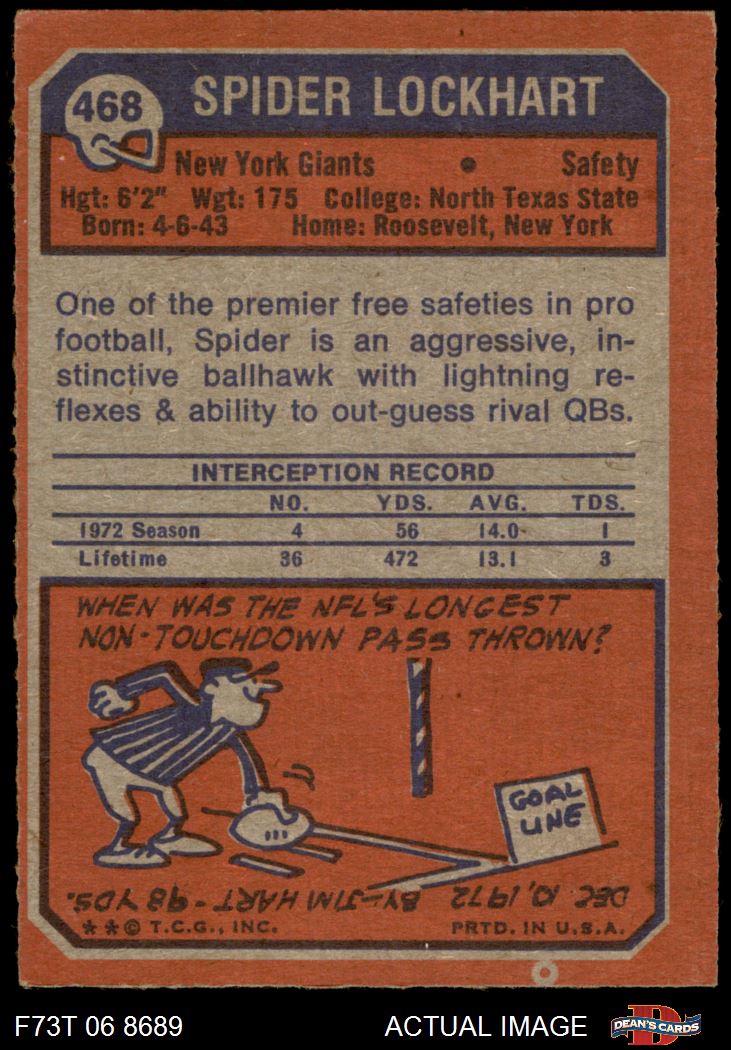 468
SPIDER LOCKHART
New York Giants • Safety
Hgt: 6'2" Wgt: 175 College: North Texas State
Born: 4-6-43 Home: Roosevelt, New York
One of the premier free safeties in pro
football, Spider is an aggressive, in-
stinctive ballhawk with lightning re-
flexes & ability to out-guess rival QBs.
INTERCEPTION RECORD
NO. YDS. AVG. TDS.
1972 Season 4 56 14.0 1
Lifetime 36 472 13.1 3
WHEN WAS THE NFL'S LONGEST
NON-TOUCHDOWN PASS THROWN?
GOAL
LINE
DEC 10, 1972 BY-JIM HART-98 YDS.
**© T.C.G., INC. PRTD. IN U.S.A.
F73T 06 8689 ACTUAL IMAGE
D
DEAN'S CARDS